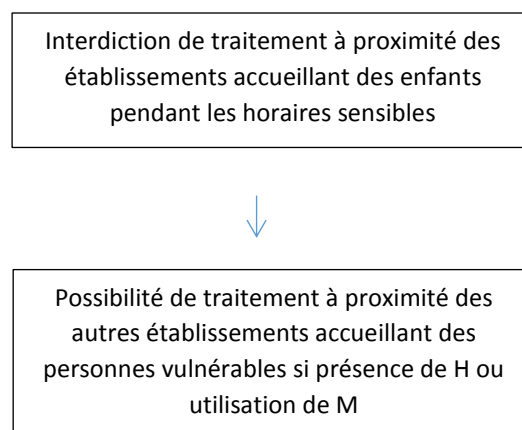 Interdiction de traitement à proximité des
établissements accueillant des enfants
pendant les horaires sensibles
Possibilité de traitement à proximité des
autres établissements accueillant des
personnes vulnérables si présence de H ou
utilisation de M